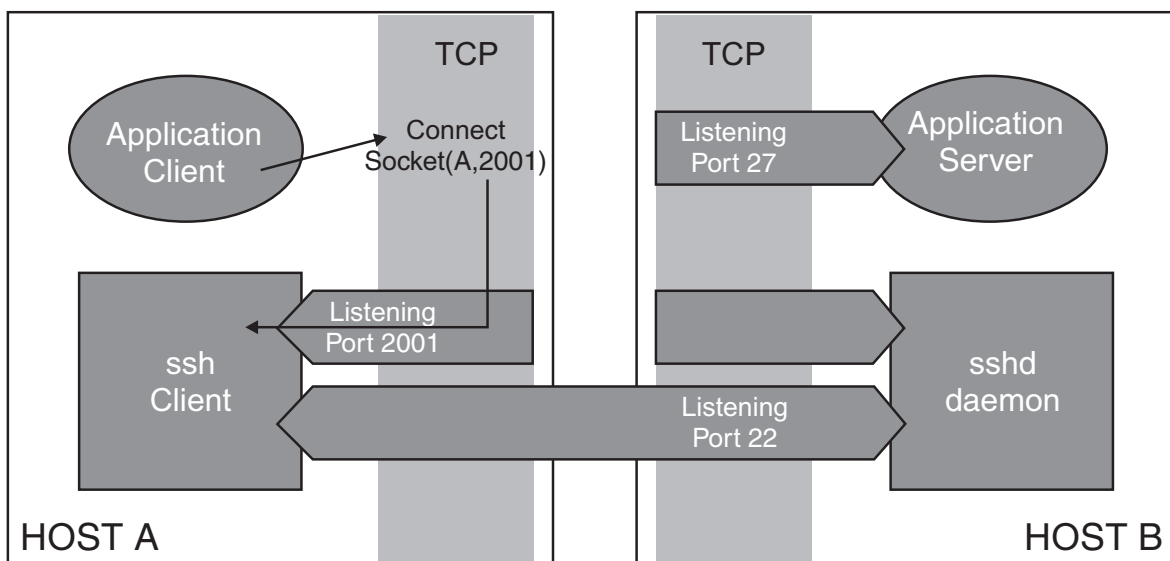 TCP
TCP
Application
Client
Connect
Socket(A,2001)
Listening
Port 27
Application
Server
Listening
Port 2001
ssh
Client
sshd
daemon
Listening
Port 22
HOST A
HOST B